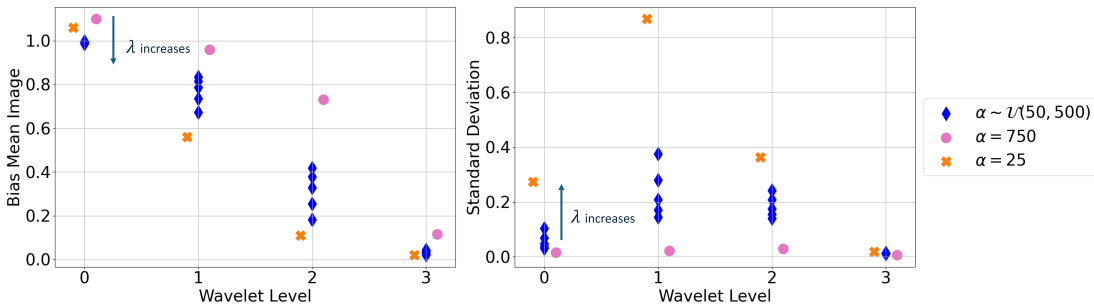 1.0
0.8
0.6
0.4
0.2
0.0
Bias Mean Image
λ increases
0 1 2 3
Wavelet Level
0.8
0.6
0.4
0.2
0.0
Standard Deviation
λ increases
0 1 2 3
Wavelet Level
α ~ 𝒰(50, 500)
α = 750
α = 25